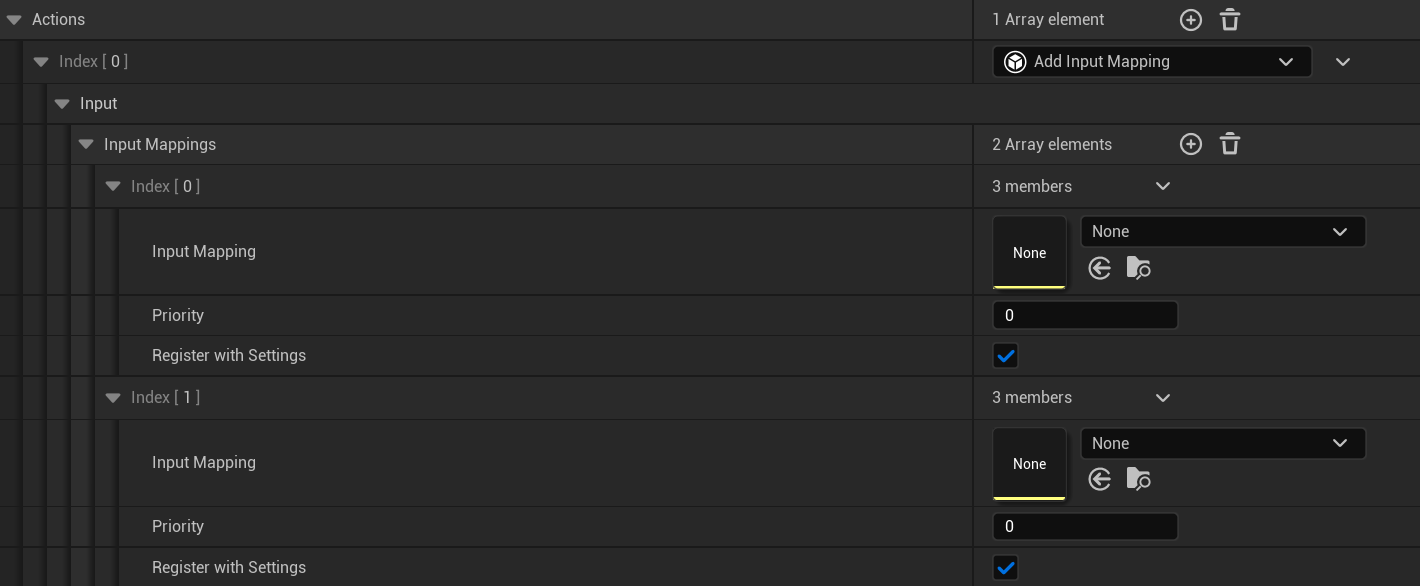 Actions
1 Array element
Index [ 0 ]
Add Input Mapping
Input
Input Mappings
2 Array elements
Index [ 0 ]
3 members
Input Mapping
None
None
Priority
0
Register with Settings
Index [ 1 ]
3 members
Input Mapping
None
None
Priority
0
Register with Settings